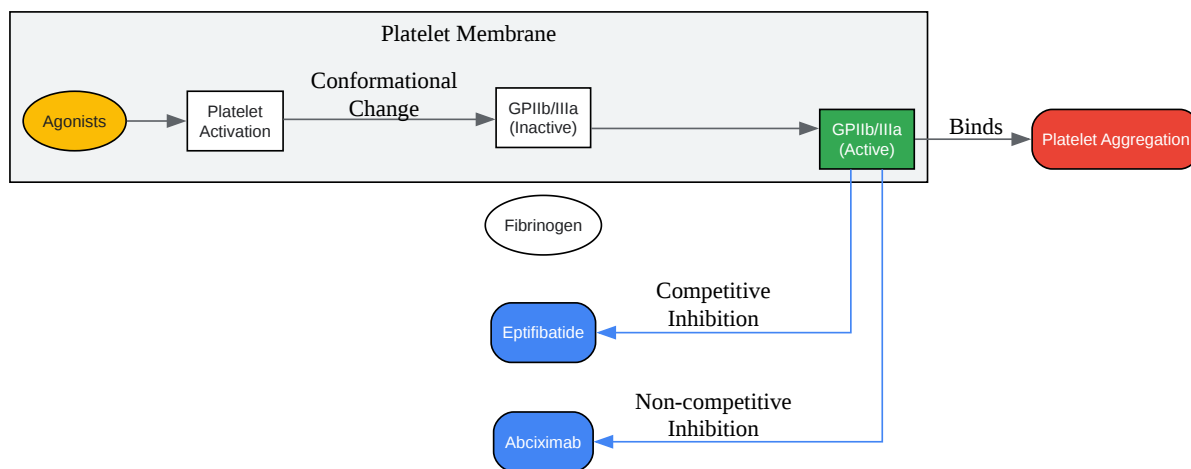 Platelet Membrane
Agonists
Platelet
Activation
Conformational
Change
GPIIb/IIIa
(Inactive)
GPIIb/IIIa
(Active)
Binds
Platelet Aggregation
Fibrinogen
Competitive
Inhibition
Eptifibatide
Non-competitive
Inhibition
Abciximab